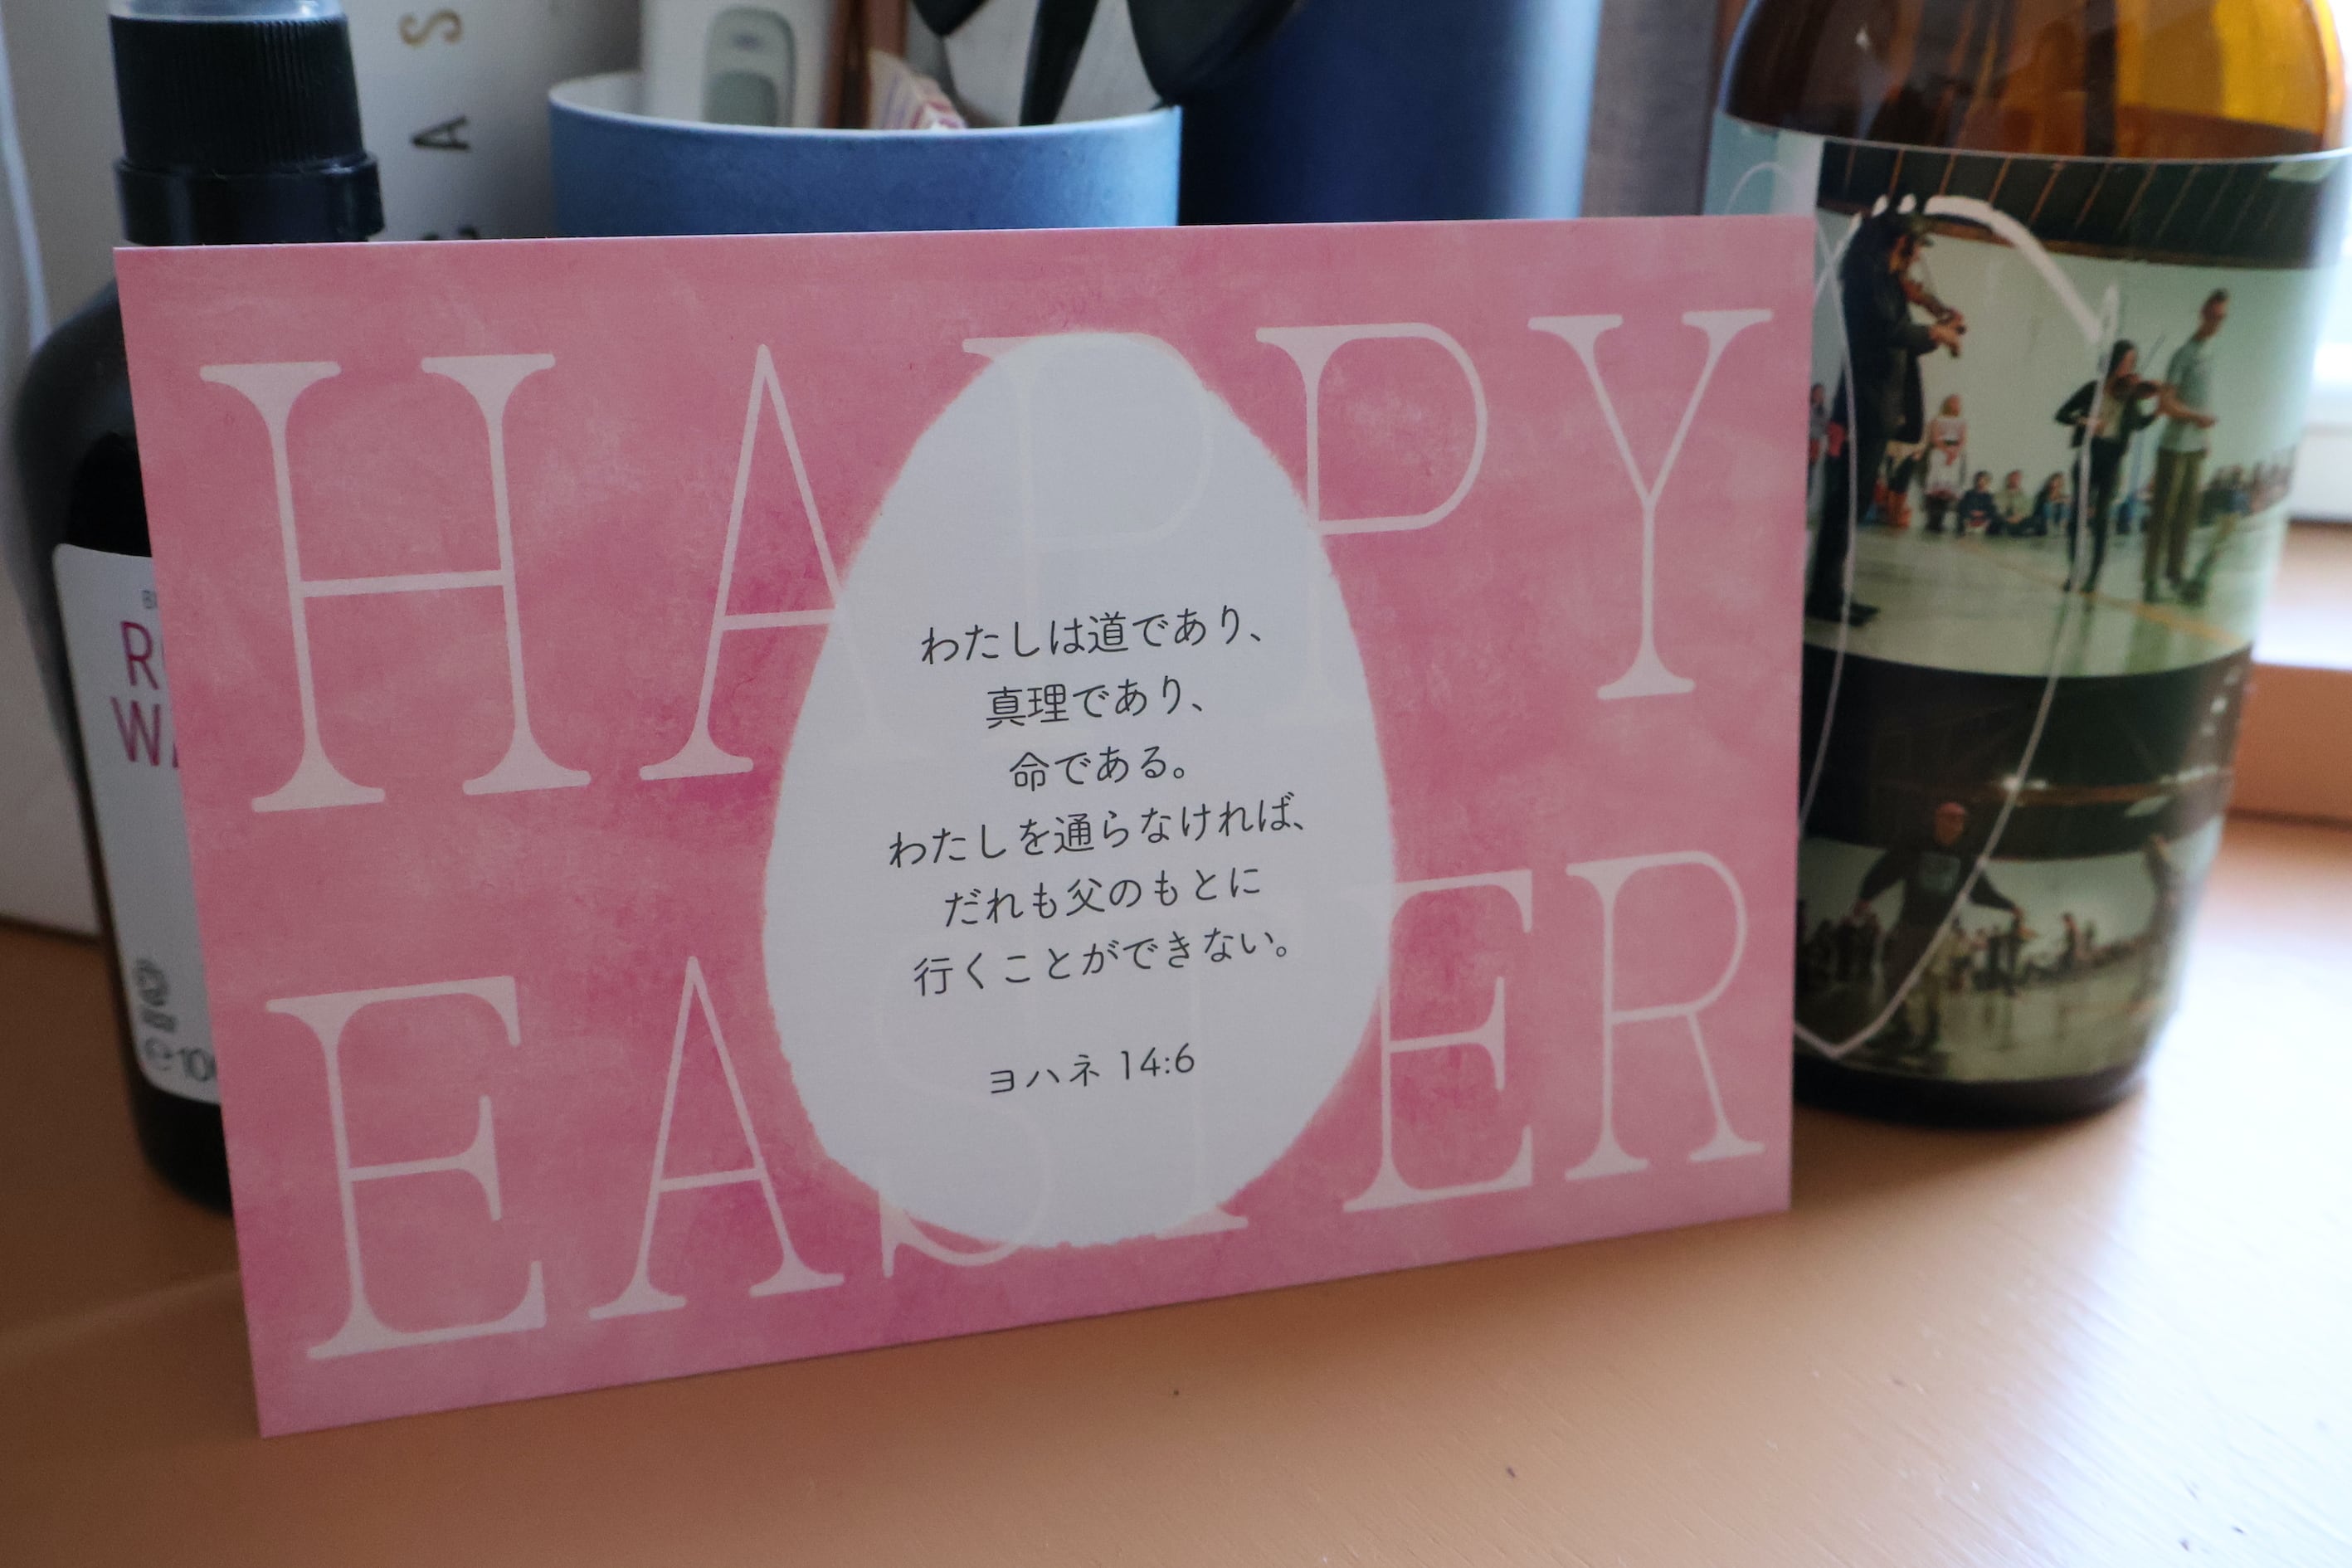 HAPPY
EASTER
わたしは道であり、
真理であり、
命である。
わたしを通らなければ、
だれも父のもとに
行くことができない。
ヨハネ 14:6